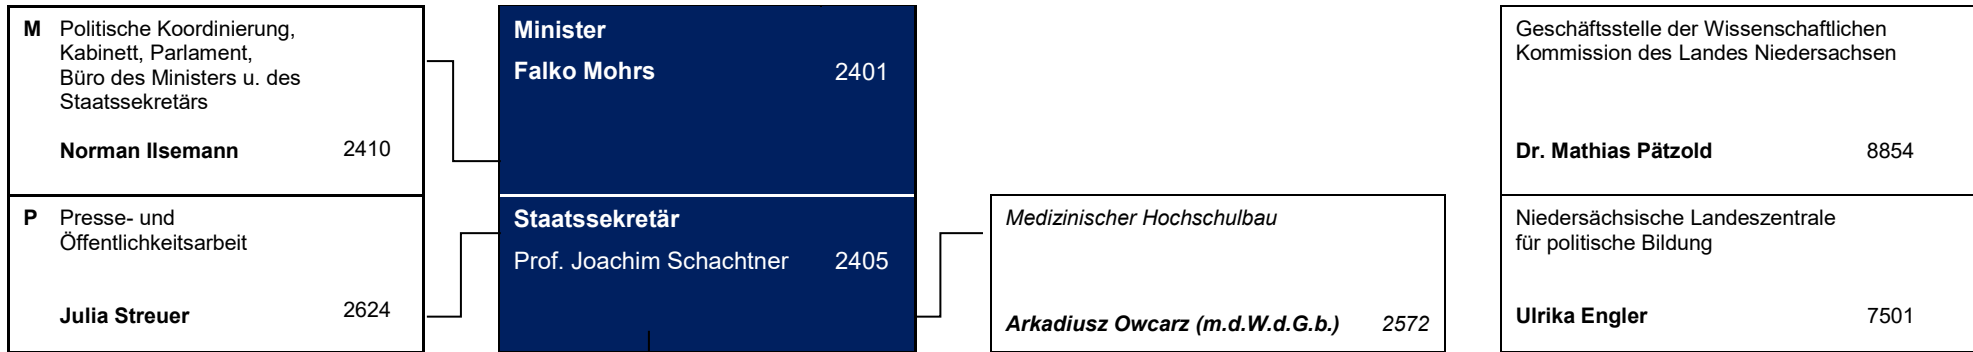 M Politische Koordinierung,
Kabinett, Parlament,
Büro des Ministers u. des
Staatssekretärs
Norman Ilsemann 2410
P Presse- und
Öffentlichkeitsarbeit
Julia Streuer 2624
Minister
Falko Mohrs 2401
Staatssekretär
Prof. Joachim Schachtner 2405
Medizinischer Hochschulbau
Arkadiusz Owcarz (m.d.W.d.G.b.) 2572
Geschäftsstelle der Wissenschaftlichen
Kommission des Landes Niedersachsen
Dr. Mathias Pätzold 8854
Niedersächsische Landeszentrale
für politische Bildung
Ulrika Engler 7501